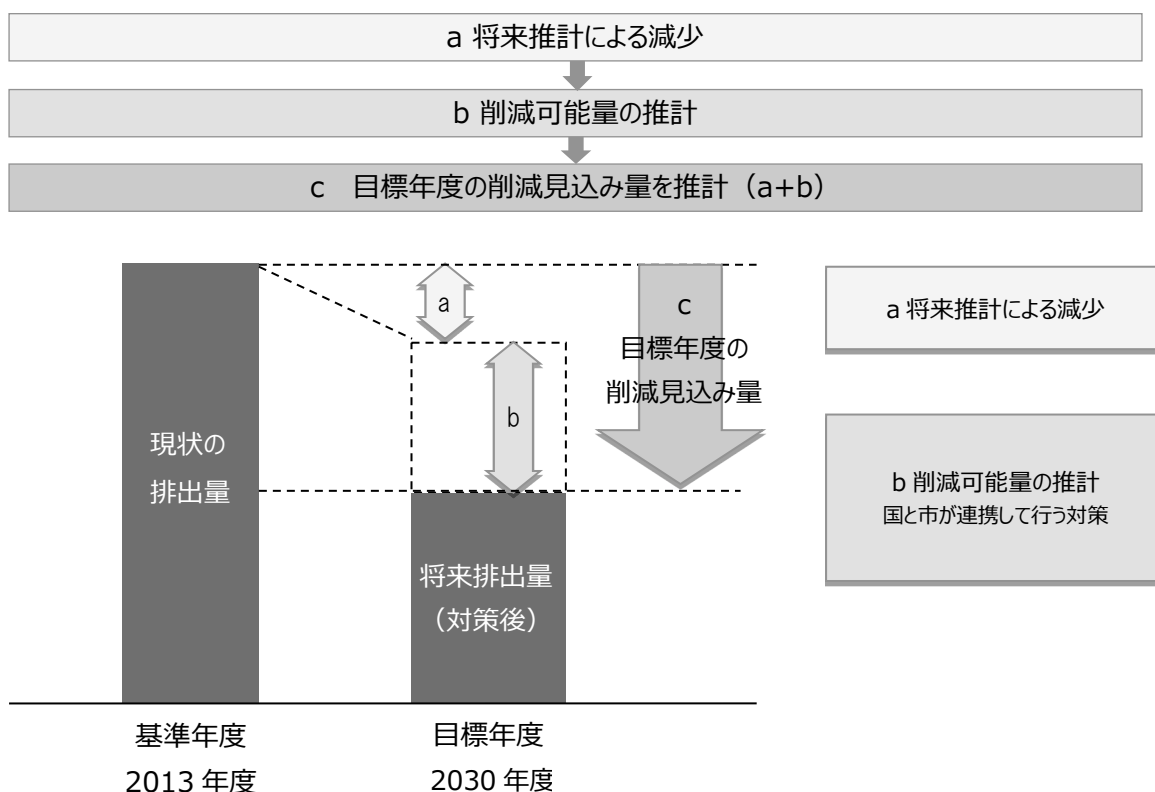 a 将来推計による減少
b 削減可能量の推計
c　目標年度の削減見込み量を推計（a+b）
a
c
目標年度の
削減見込み量
a 将来推計による減少
b
現状の
排出量
b 削減可能量の推計
国と市が連携して行う対策
将来排出量
（対策後）
基準年度
2013 年度
目標年度
2030 年度